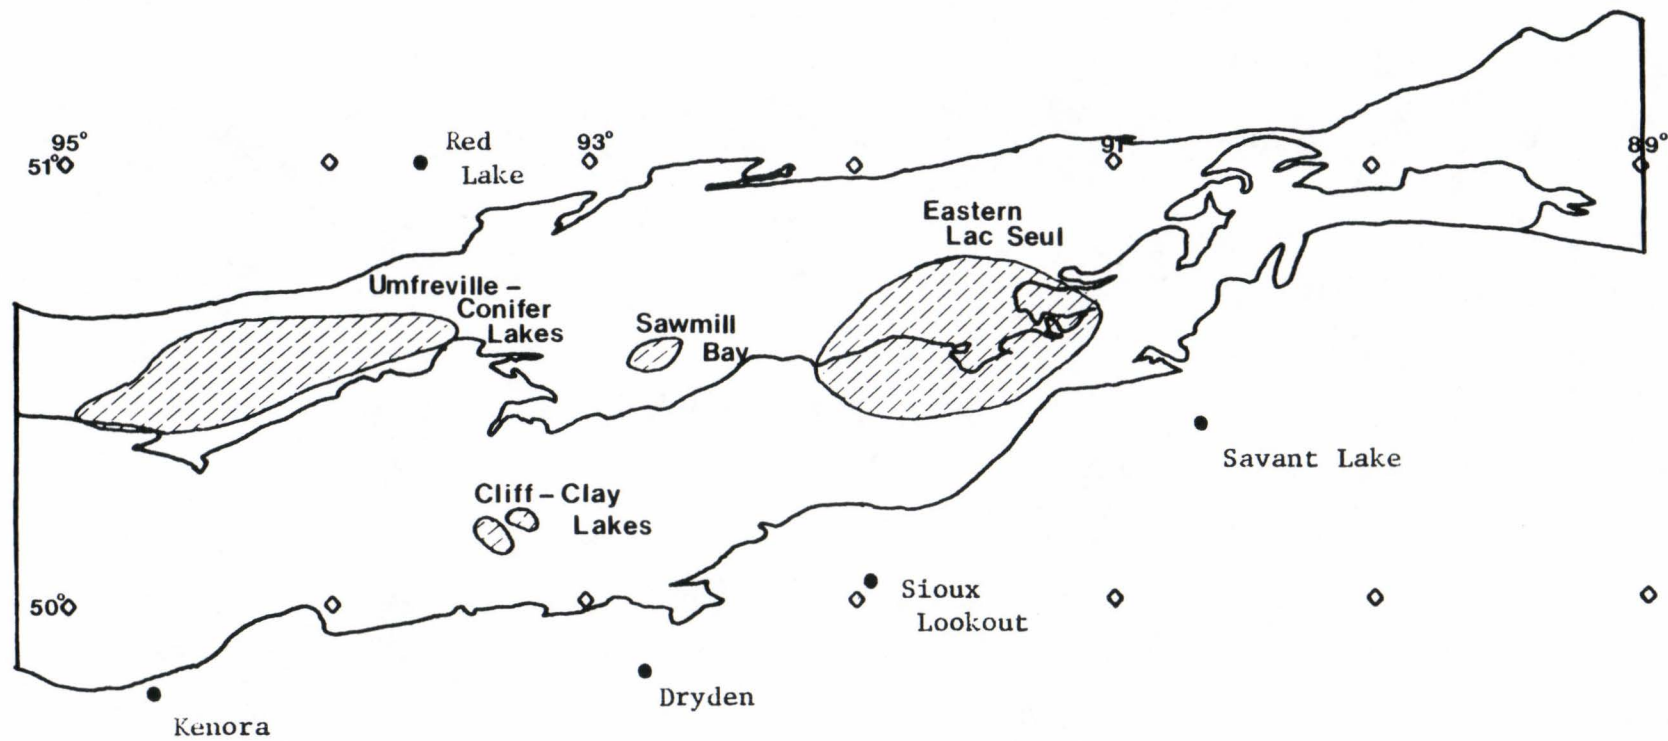 95°
51°
Red
Lake
93°
91°
89°
Eastern
Lac Seul
Umfreville –
Conifer
Lakes
Sawmill
Bay
Savant Lake
Cliff – Clay
Lakes
50°
Sioux
Lookout
Dryden
Kenora